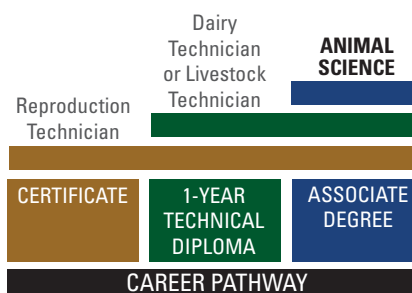 Reproduction
Technician
Dairy
Technician
or Livestock
Technician
ANIMAL
SCIENCE
CERTIFICATE
1-YEAR
TECHNICAL
DIPLOMA
ASSOCIATE
DEGREE
CAREER PATHWAY